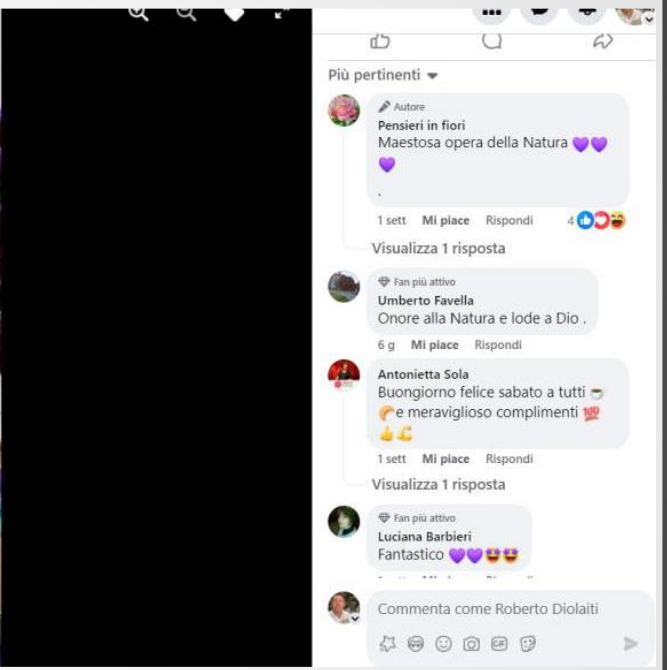 Più pertinenti
Autore
Pensieri in fiori
Maestosa opera della Natura 💜💜
💜
.
1 sett Mi piace Rispondi 4
Visualizza 1 risposta
Fan più attivo
Umberto Favella
Onore alla Natura e lode a Dio .
6 g Mi piace Rispondi
Antonietta Sola
Buongiorno felice sabato a tutti ☕
🥐e meraviglioso complimenti 💯
👍💪
1 sett Mi piace Rispondi
Visualizza 1 risposta
Fan più attivo
Luciana Barbieri
Fantastico 💜💜🤩🤩
Commenta come Roberto Diolaiti
GIF